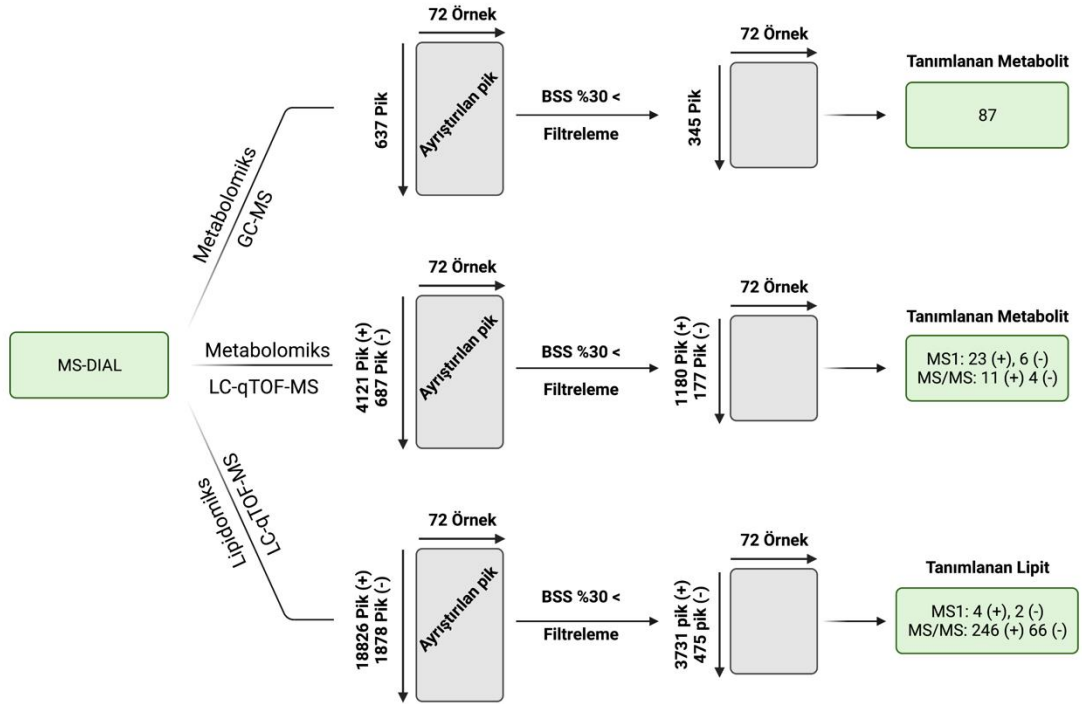 MS-DIAL
Metabolomiks
GC-MS
72 Örnek
637 Pik
Ayrıştırılan pik
BSS %30 <
Filtreleme
72 Örnek
345 Pik
Tanımlanan Metabolit
87
Metabolomiks
LC-qTOF-MS
72 Örnek
4121 Pik (+)
687 Pik (-)
Ayrıştırılan pik
BSS %30 <
Filtreleme
72 Örnek
1180 Pik (+)
177 Pik (-)
Tanımlanan Metabolit
MS1: 23 (+), 6 (-)
MS/MS: 11 (+) 4 (-)
LC-qTOF-MS
Lipidomiks
72 Örnek
18826 Pik (+)
1878 Pik (-)
Ayrıştırılan pik
BSS %30 <
Filtreleme
72 Örnek
3731 pik (+)
475 pik (-)
Tanımlanan Lipit
MS1: 4 (+), 2 (-)
MS/MS: 246 (+) 66 (-)